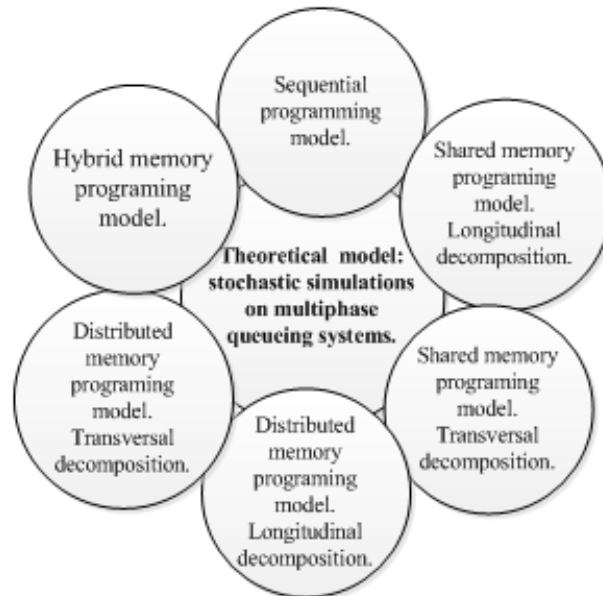 Sequential
programming
model.
Shared memory
programing
model.
Longitudinal
decomposition.
Shared memory
programing
model.
Transversal
decomposition.
Distributed
memory
programing
model.
Longitudinal
decomposition.
Distributed
memory
programing
model.
Transversal
decomposition.
Hybrid memory
programing
model.
Theoretical model:
stochastic simulations
on multiphase
queueing systems.